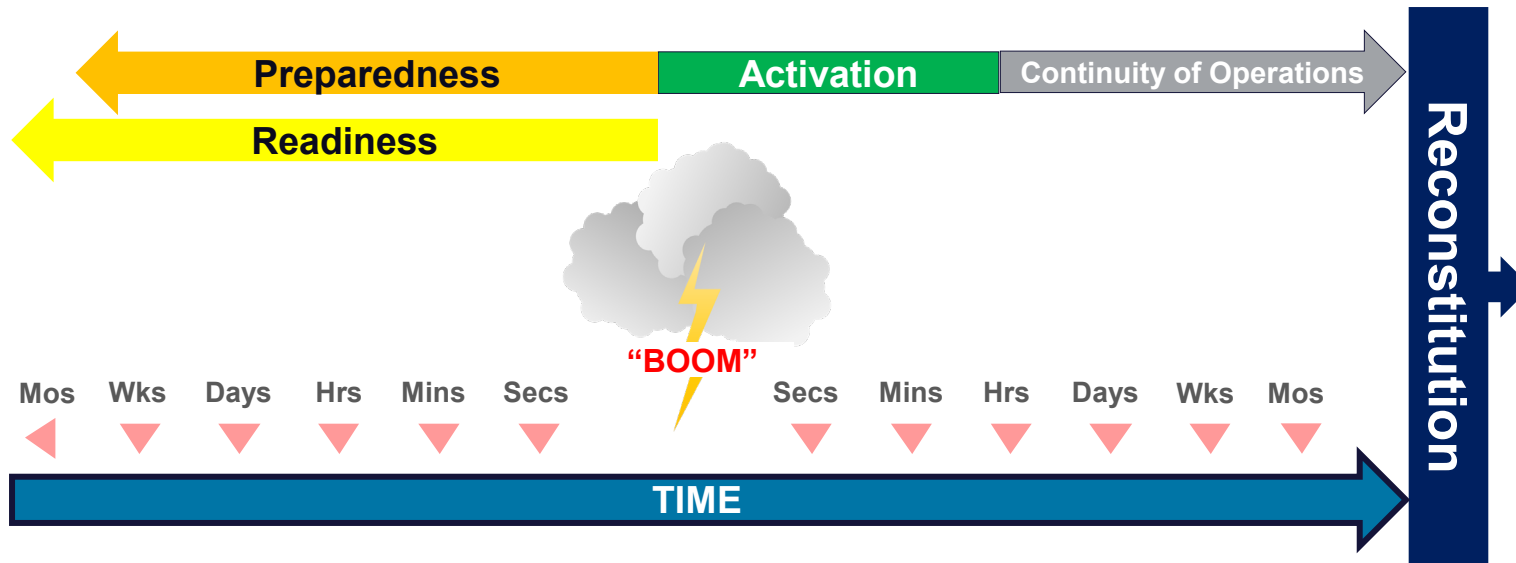 Preparedness
Activation
Continuity of Operations
Readiness
Reconstitution
“BOOM”
Mos Wks Days Hrs Mins Secs Secs Mins Hrs Days Wks Mos
TIME